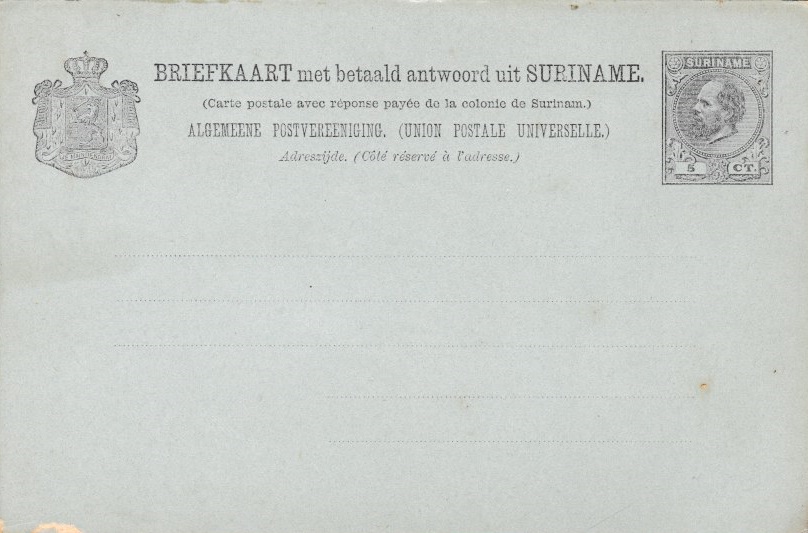 BRIEFKAART met betaald antwoord uit SURINAME.
(Carte postale avec réponse payée de la colonie de Surinam.)
ALGEMEENE POSTVEREENIGING. (UNION POSTALE UNIVERSELLE.)
Adreszijde. (Côté réservé à l'adresse.)
SURINAME
5 CT.